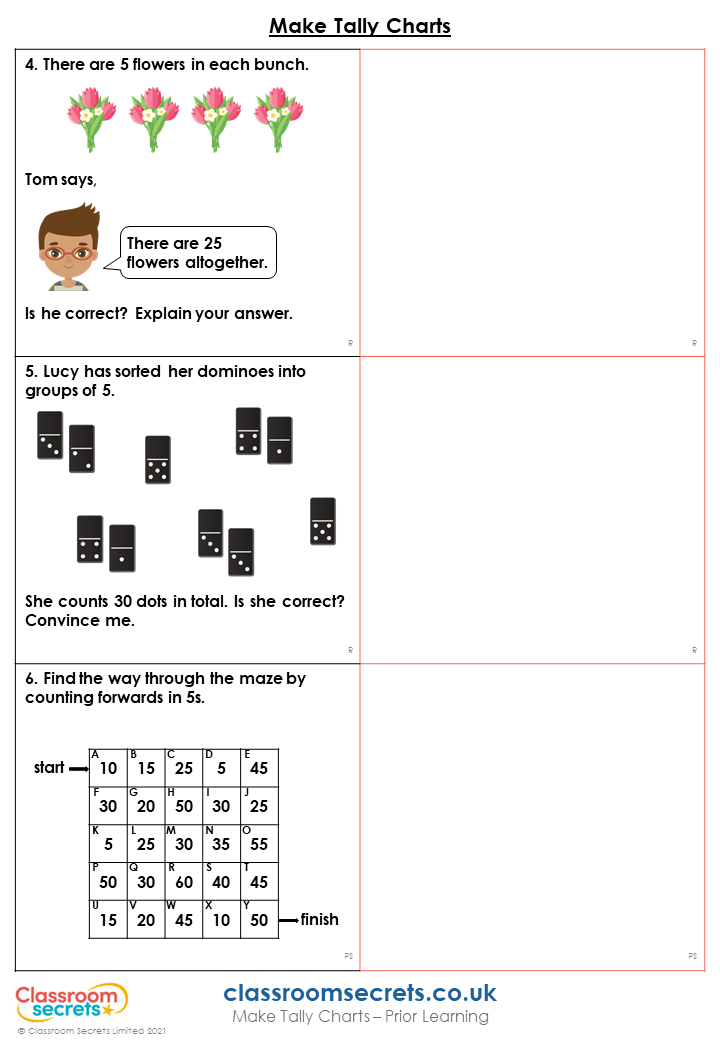 Make Tally Charts
4. There are 5 flowers in each bunch.
Tom says,
There are 25
flowers altogether.
Is he correct? Explain your answer.
R
R
5. Lucy has sorted her dominoes into
groups of 5.
She counts 30 dots in total. Is she correct?
Convince me.
R
R
6. Find the way through the maze by
counting forwards in 5s.
start
A 10 B 15 C 25 D 5 E 45
F 30 G 20 H 50 I 30 J 25
K 5 L 25 M 30 N 35 O 55
P 50 Q 30 R 60 S 40 T 45
U 15 V 20 W 45 X 10 Y 50
finish
PS
PS
Classroom
secrets
© Classroom Secrets Limited 2021
classroomsecrets.co.uk
Make Tally Charts – Prior Learning